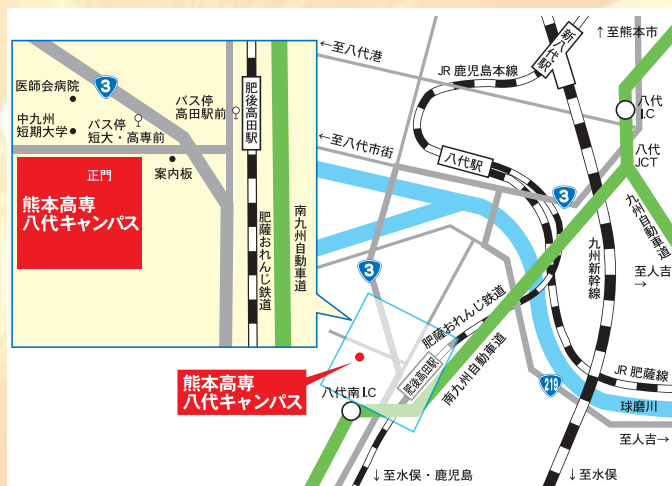 3
医師会病院
中九州
短期大学
バス停
短大・高専前
バス停
高田駅前
肥後高田駅
案内板
正門
熊本高専
八代キャンパス
肥薩おれんじ鉄道
南九州自動車道
←至八代港
JR鹿児島本線
新八代駅
↑至熊本市
八代
I.C
←至八代市街
八代駅
八代
JCT
3
九州自動車道
九州新幹線
至人吉
→
3
肥薩おれんじ鉄道
肥後高田駅
南九州自動車道
熊本高専
八代キャンパス
八代南I.C
219
JR肥薩線
球磨川
至人吉→
↓至水俣・鹿児島
↓至水俣